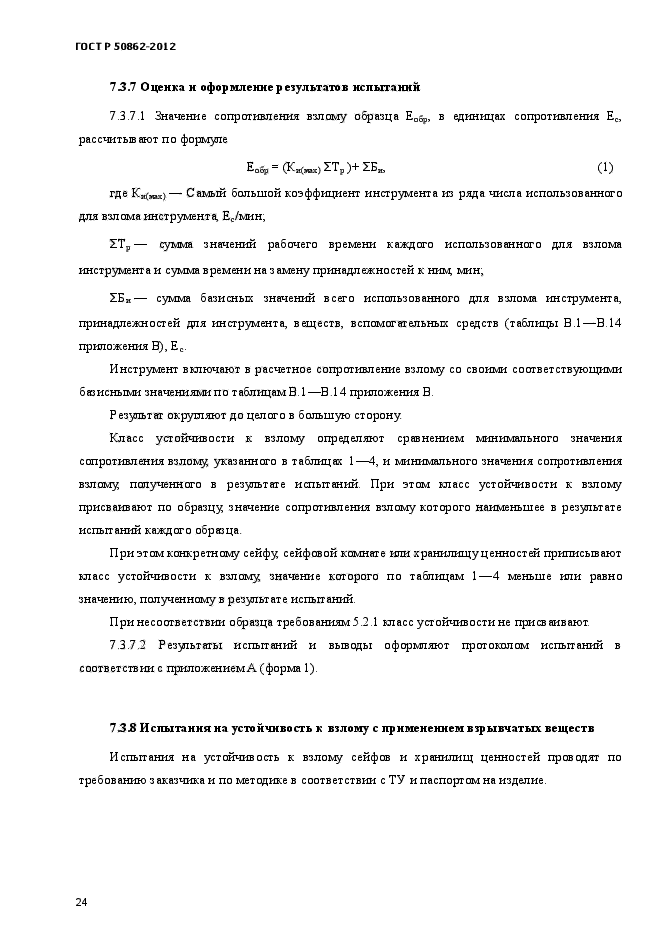 ГОСТ Р 50862-2012
7.3.7 Оценка и оформление результатов испытаний
7.3.7.1 Значение сопротивления взлому образца Еобр, в единицах сопротивления Ес,
рассчитывают по формуле
Еобр = (Ки(мах) ΣТр )+ ΣБи, (1)
где Ки(мах) — Самый большой коэффициент инструмента из ряда числа использованного
для взлома инструмента, Ес/мин;
ΣТр — сумма значений рабочего времени каждого использованного для взлома
инструмента и сумма времени на замену принадлежностей к ним, мин;
ΣБи — сумма базисных значений всего использованного для взлома инструмента,
принадлежностей для инструмента, веществ, вспомогательных средств (таблицы В.1—В.14
приложения В), Ес.
Инструмент включают в расчетное сопротивление взлому со своими соответствующими
базисными значениями по таблицам В.1—В.14 приложения В.
Результат округляют до целого в большую сторону.
Класс устойчивости к взлому определяют сравнением минимального значения
сопротивления взлому, указанного в таблицах 1—4, и минимального значения сопротивления
взлому, полученного в результате испытаний. При этом класс устойчивости к взлому
присваивают по образцу, значение сопротивления взлому которого наименьшее в результате
испытаний каждого образца.
При этом конкретному сейфу, сейфовой комнате или хранилищу ценностей приписывают
класс устойчивости к взлому, значение которого по таблицам 1—4 меньше или равно
значению, полученному в результате испытаний.
При несоответствии образца требованиям 5.2.1 класс устойчивости не присваивают.
7.3.7.2 Результаты испытаний и выводы оформляют протоколом испытаний в
соответствии с приложением А (форма 1).
7.3.8 Испытания на устойчивость к взлому с применением взрывчатых веществ
Испытания на устойчивость к взлому сейфов и хранилищ ценностей проводят по
требованию заказчика и по методике в соответствии с ТУ и паспортом на изделие.
24